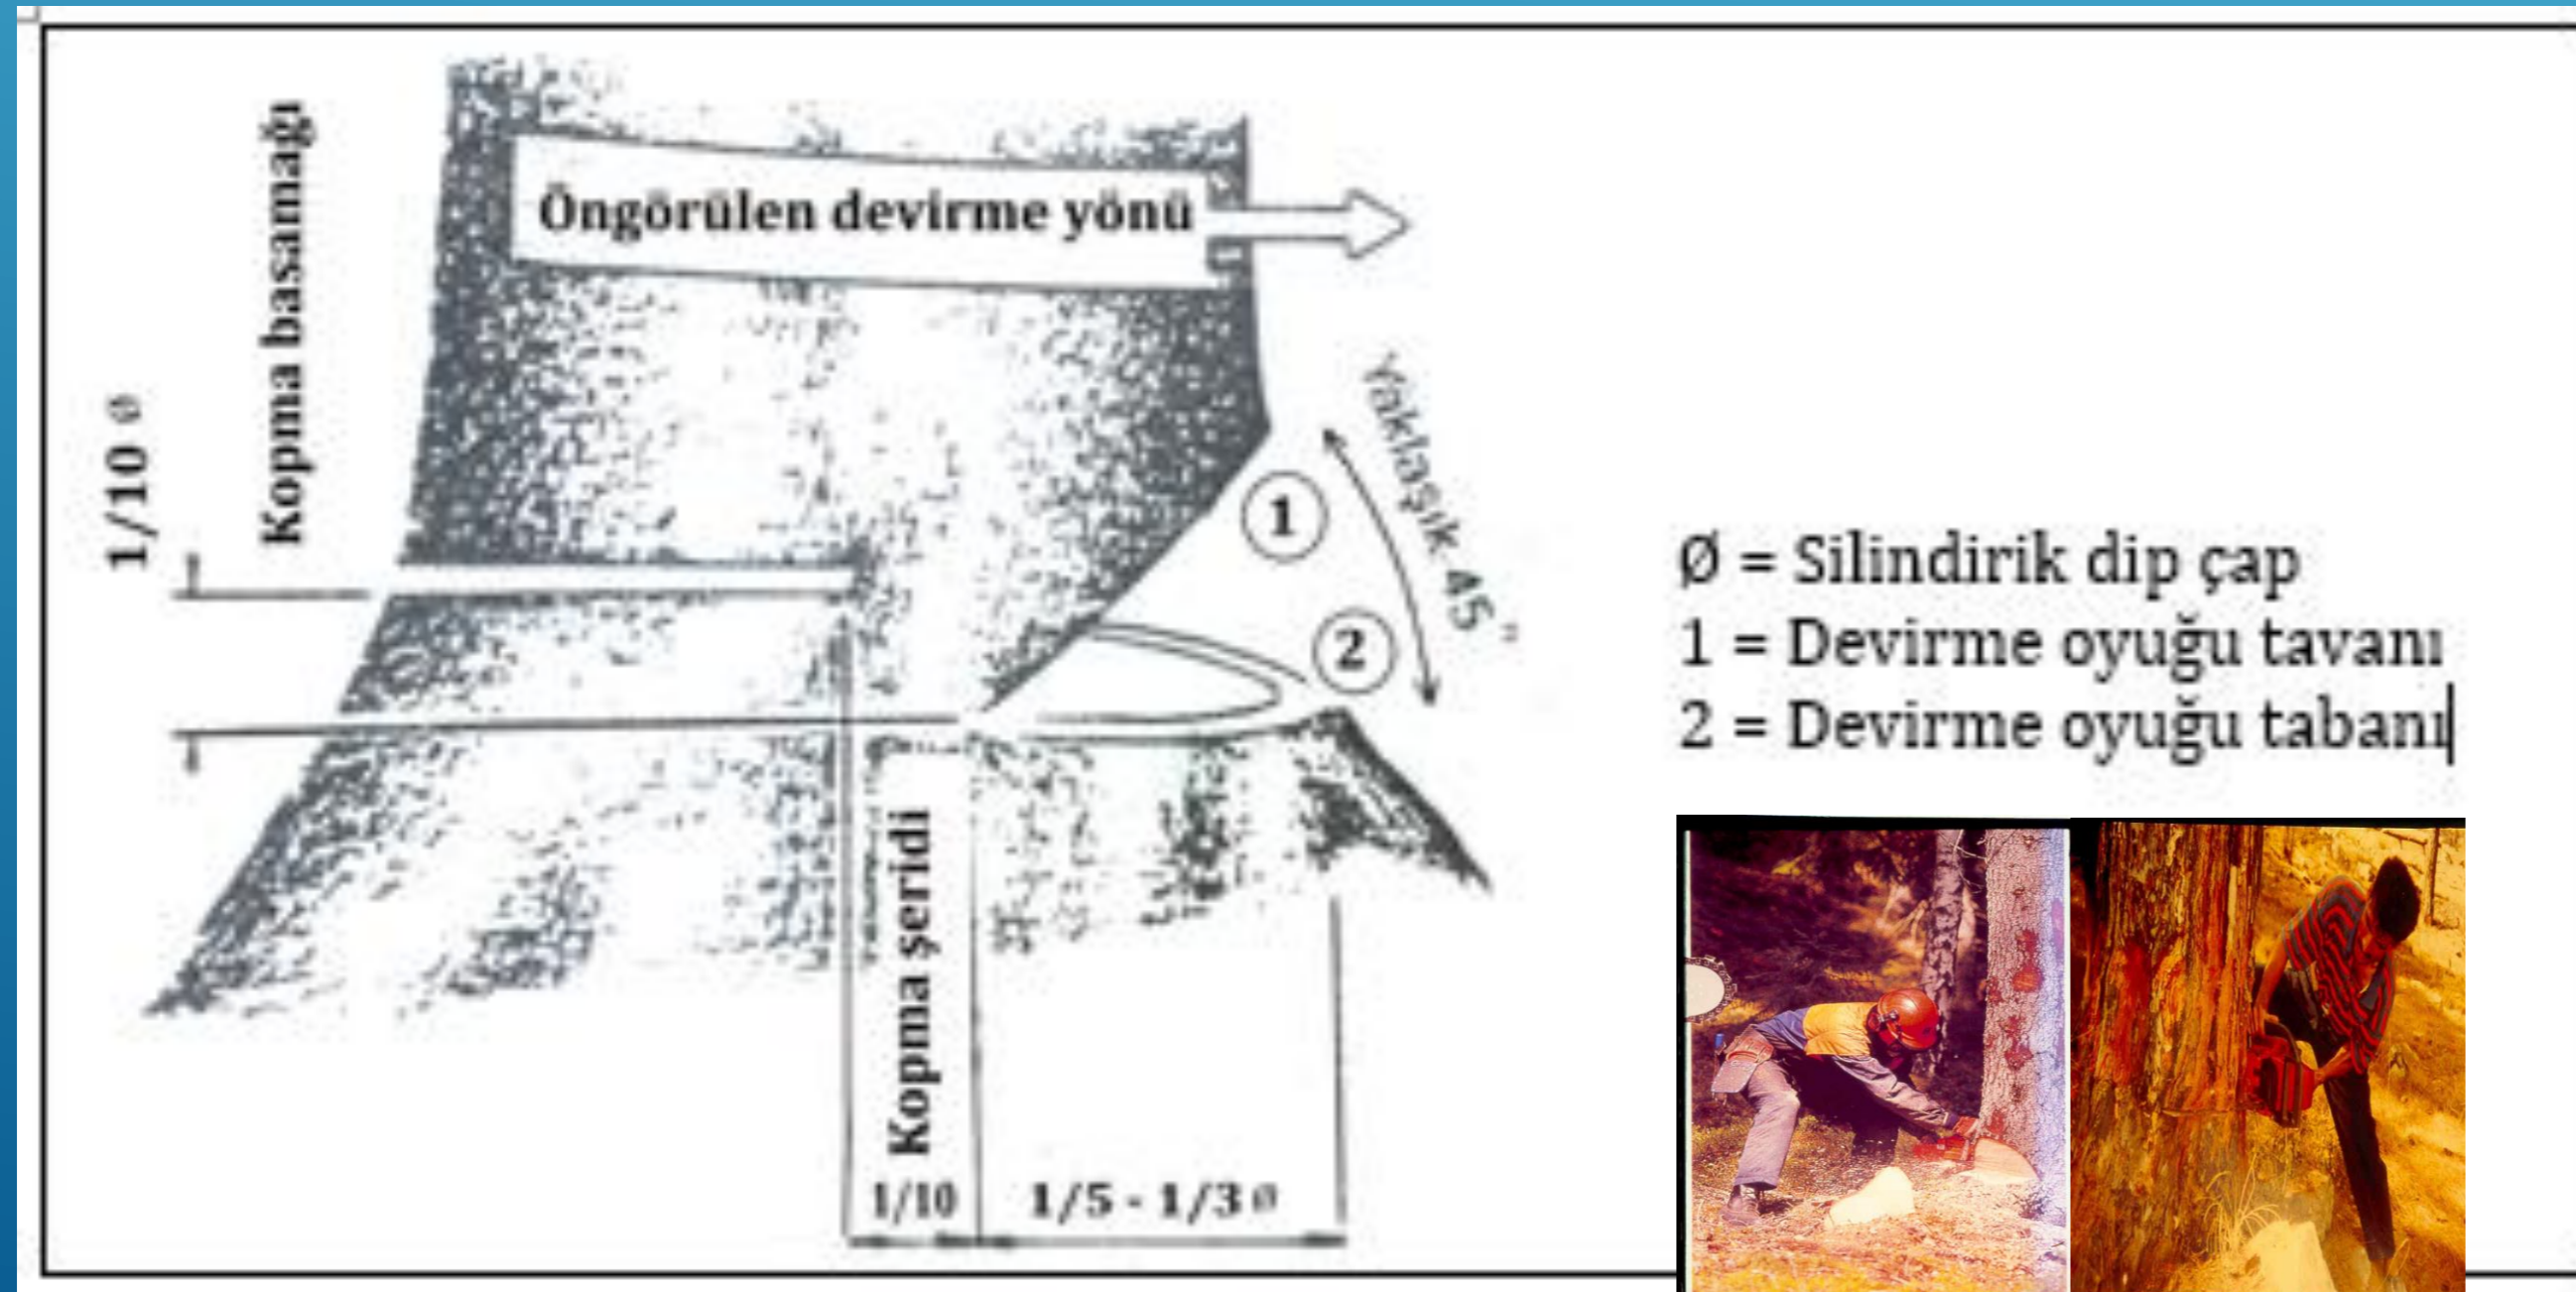 Öngörülen devirme yönü
Kopma basamağı
1/10 ø
1
Yaklaşık 45 "
2
Ø = Silindirik dip çap
1 = Devirme oyuğu tavanı
2 = Devirme oyuğu tabanı
Kopma şeridi
1/10
1/5 - 1/3 ø